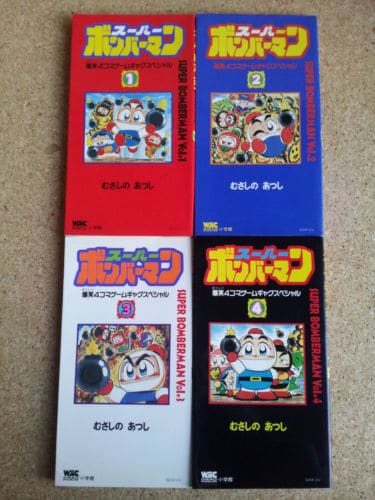 スーパー
ボンバーマン
爆笑4コマゲームギャグスペシャル
1
SUPER BOMBERMAN Vol.1
むさしの あつし
小学館
スーパー
ボンバーマン
爆笑4コマゲームギャグスペシャル
2
SUPER BOMBERMAN Vol.2
むさしの あつし
小学館
スーパー
ボンバーマン
爆笑4コマゲームギャグスペシャル
3
SUPER BOMBERMAN Vol.3
むさしの あつし
小学館
スーパー
ボンバーマン
爆笑4コマゲームギャグスペシャル
4
SUPER BOMBERMAN Vol.4
むさしの あつし
小学館